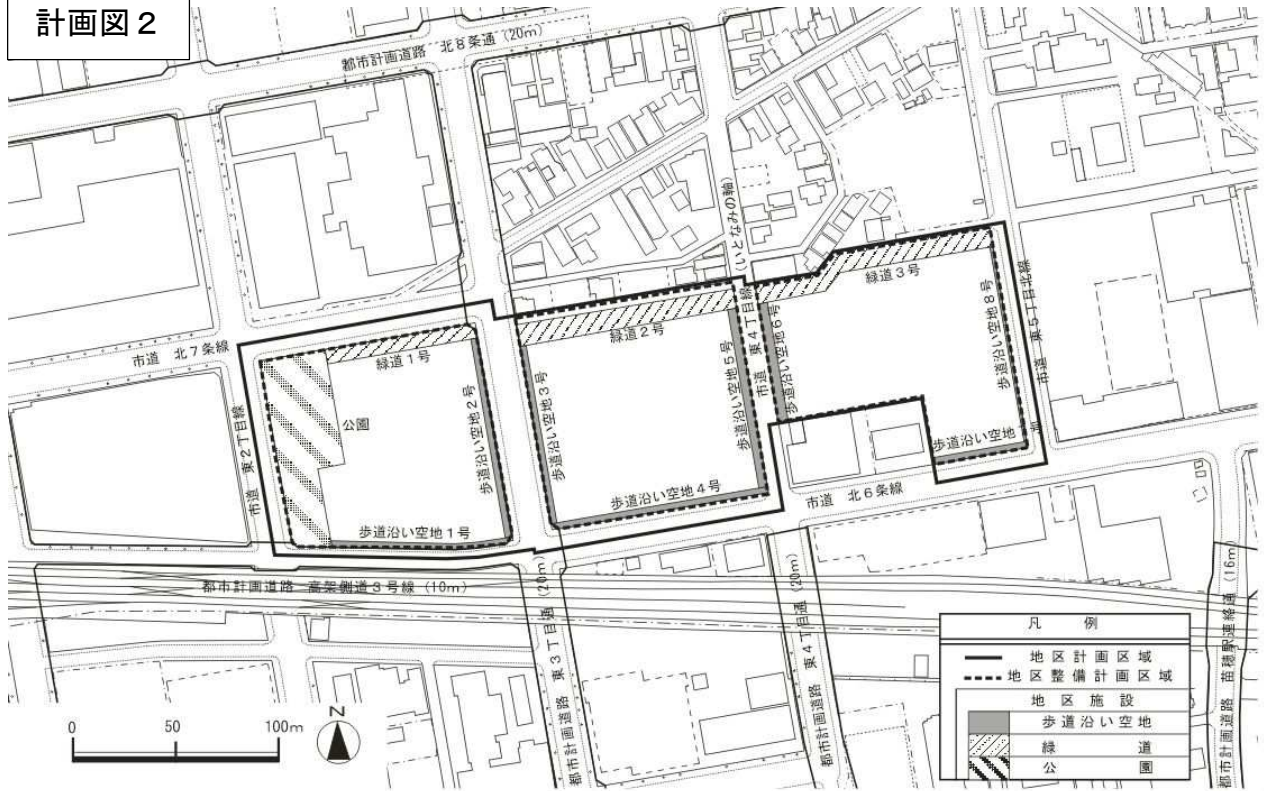 計画図２
都市計画道路 北８条通（20m）
市道 北７条線
市道 東２丁目線
公園
緑道１号
歩道沿い空地２号
歩道沿い空地１号
緑道２号
歩道沿い空地３号
歩道沿い空地４号
歩道沿い空地５号
市道 東４丁目線（いとなみの軸）
歩道沿い空地６号
緑道３号
歩道沿い空地８号
市道 東５丁目北線
歩道沿い空地
市道 北６条線
都市計画道路 高架側道３号線（10m）
都市計画道路 東３丁目通（20m）
都市計画道路 東４丁目通（20m）
都市計画道路 苗穂駅連絡通（16m）
0 50 100m
N
凡 例
地区計画区域
地区整備計画区域
地区施設
歩道沿い空地
緑道
公園